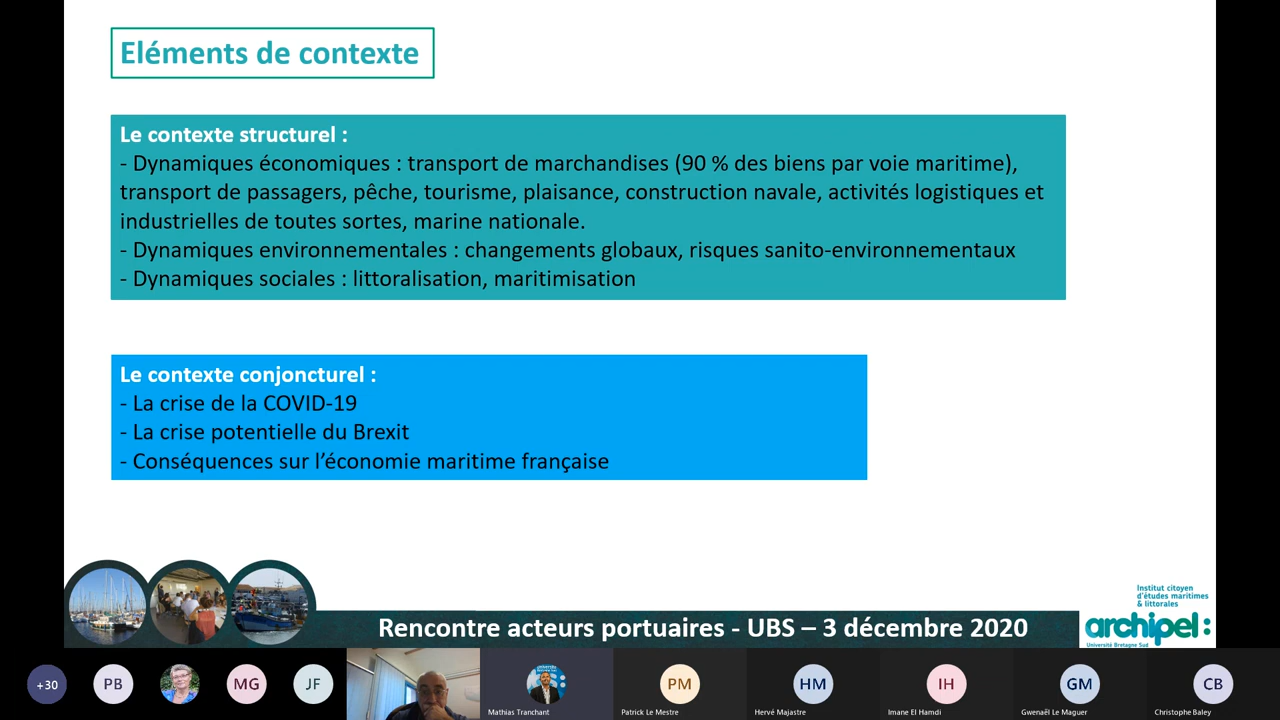 Eléments de contexte
Le contexte structurel :
- Dynamiques économiques : transport de marchandises (90 % des biens par voie maritime),
transport de passagers, pêche, tourisme, plaisance, construction navale, activités logistiques et
industrielles de toutes sortes, marine nationale.
- Dynamiques environnementales : changements globaux, risques sanito-environnementaux
- Dynamiques sociales : littoralisation, maritimisation
Le contexte conjoncturel :
- La crise de la COVID-19
- La crise potentielle du Brexit
- Conséquences sur l’économie maritime française
Institut citoyen
d'études maritimes
& littorales
archipel:
Université Bretagne Sud
Rencontre acteurs portuaires - UBS – 3 décembre 2020
+30
PB
MG
JF
Mathias Tranchant
PM
Patrick Le Mestre
HM
Hervé Majastre
IH
Imane El Hamdi
GM
Gwenaël Le Maguer
CB
Christophe Baley